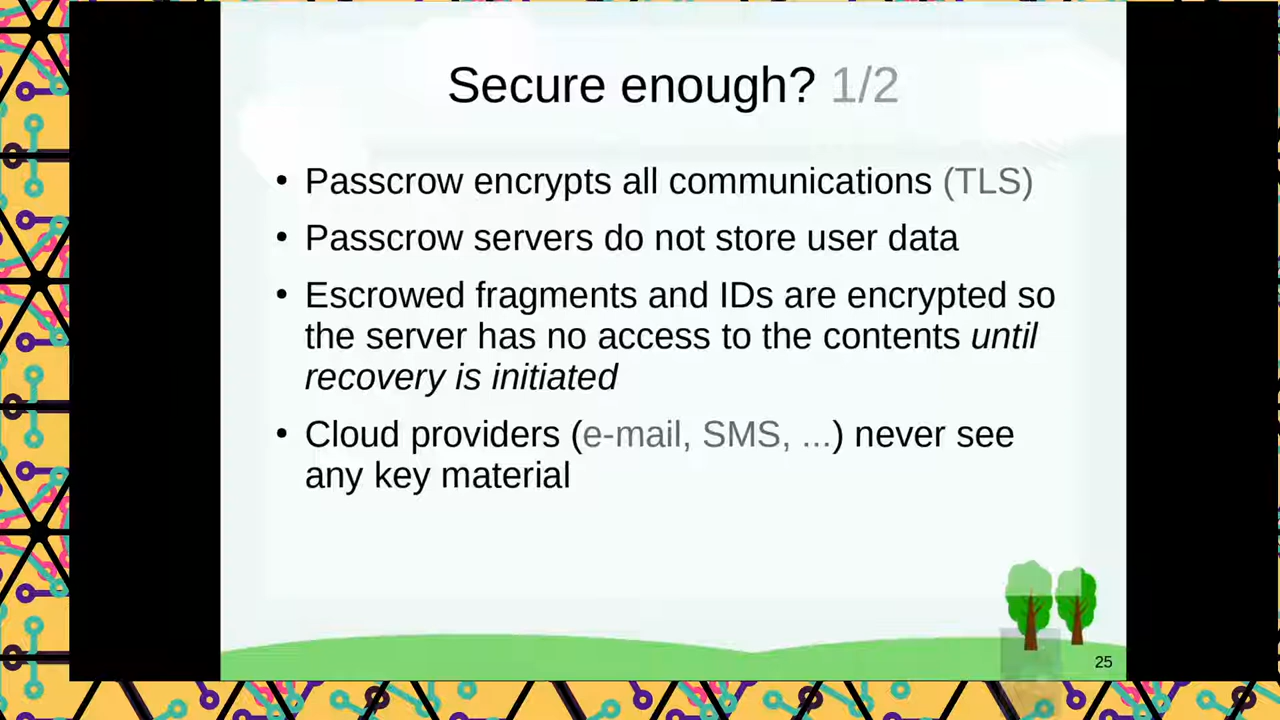 Secure enough? 1/2
• Passcrow encrypts all communications (TLS)
• Passcrow servers do not store user data
• Escrowed fragments and IDs are encrypted so
the server has no access to the contents until
recovery is initiated
• Cloud providers (e-mail, SMS, ...) never see
any key material
25